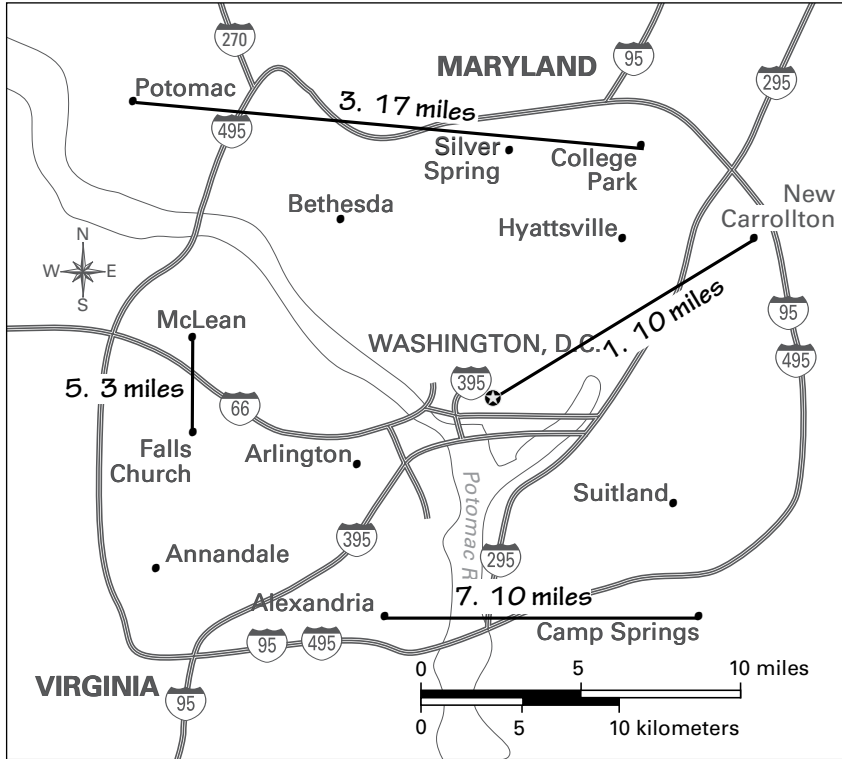 270
95
MARYLAND
295
Potomac
3. 17 miles
495
Silver
Spring
College
Park
New
Carrollton
Bethesda
Hyattsville
N
W E
S
McLean
WASHINGTON, D.C.
1. 10 miles
95
495
5. 3 miles
395
66
Falls
Church
Arlington
Potomac R
Suitland
395
295
Annandale
Alexandria
7. 10 miles
Camp Springs
95
495
VIRGINIA
95
0 5 10 miles
0 5 10 kilometers